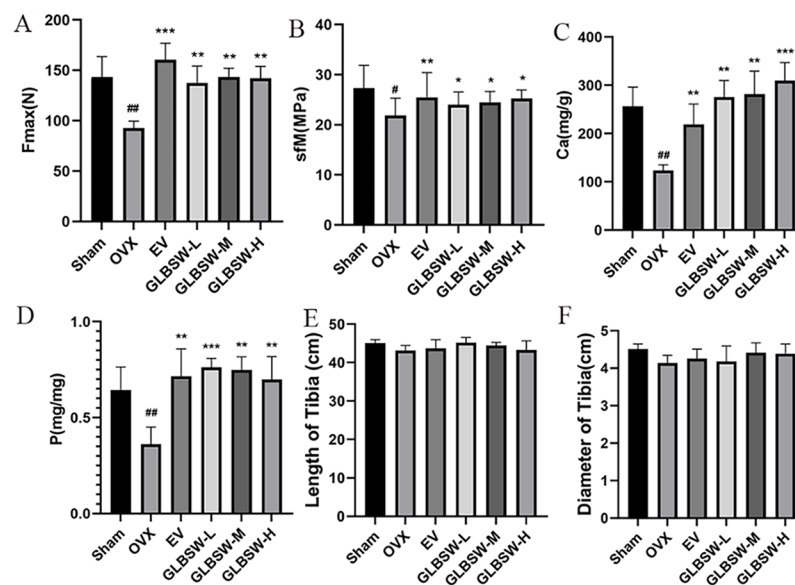 A
Fmax(N)
200
150
100
50
0
##
***
**
**
**
Sham
OVX
EV
GLBSW-L
GLBSW-M
GLBSW-H
B
sfM(MPa)
40
30
20
10
0
#
**
*
*
*
Sham
OVX
EV
GLBSW-L
GLBSW-M
GLBSW-H
C
Ca(mg/g)
400
300
200
100
0
##
**
**
**
***
Sham
OVX
EV
GLBSW-L
GLBSW-M
GLBSW-H
D
P(mg/mg)
1.0
0.5
0.0
##
**
***
**
**
Sham
OVX
EV
GLBSW-L
GLBSW-M
GLBSW-H
E
Length of Tibia (cm)
50
40
30
20
10
0
Sham
OVX
EV
GLBSW-L
GLBSW-M
GLBSW-H
F
Diameter of Tibia(cm)
5
4
3
2
1
0
Sham
OVX
EV
GLBSW-L
GLBSW-M
GLBSW-H